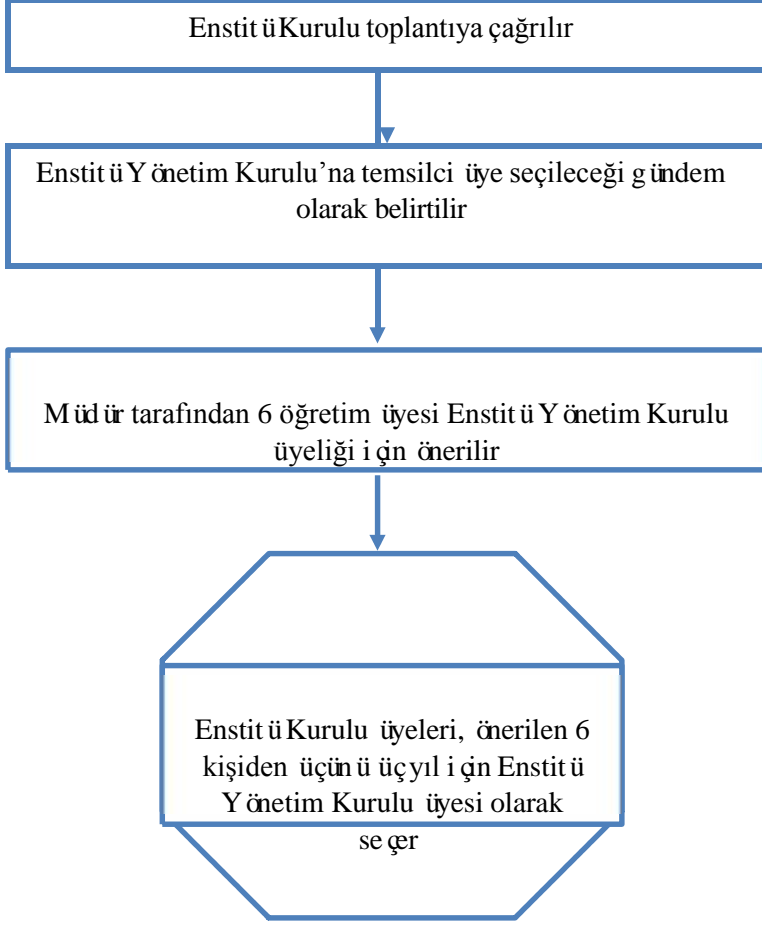 Enstitü Kurulu toplantıya çağrılır
Enstitü Yönetim Kurulu’na temsilci üye seçileceği gündem
olarak belirtilir
Müdür tarafından 6 öğretim üyesi Enstitü Yönetim Kurulu
üyeliği için önerilir
Enstitü Kurulu üyeleri, önerilen 6
kişiden üçünü üç yıl için Enstitü
Yönetim Kurulu üyesi olarak
seçer